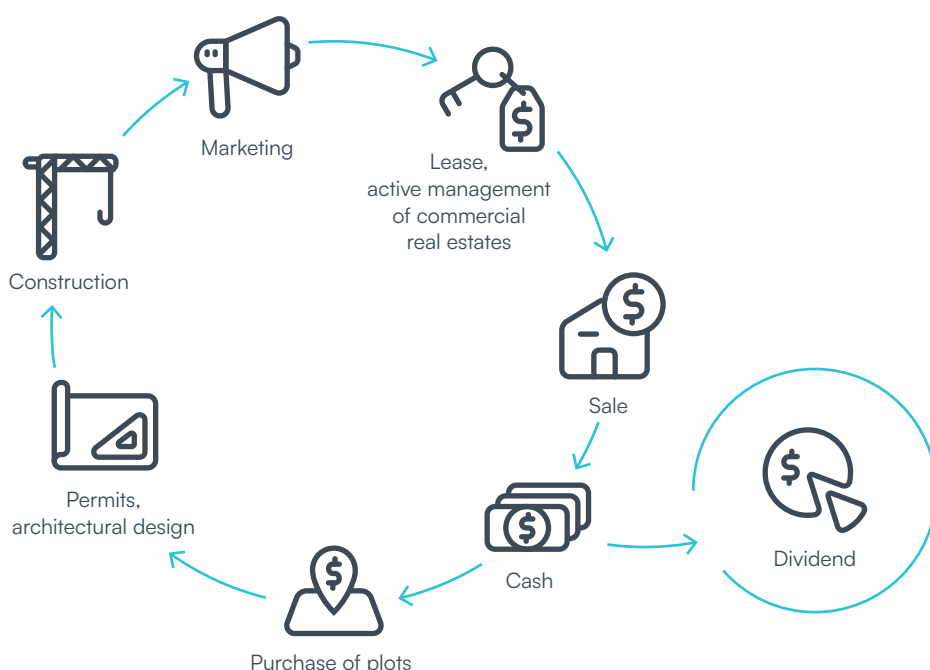 Marketing
Lease,
active management
of commercial
real estates
Construction
Sale
Permits,
architectural design
Cash
Dividend
Purchase of plots
$
$
$
$
$